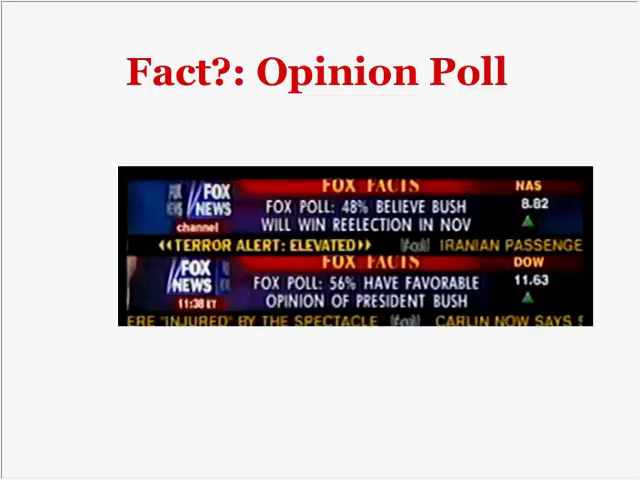 Fact?: Opinion Poll
FOX FACTS
NAS
FOX NEWS
FOX POLL: 48% BELIEVE BUSH
8.82
channel
WILL WIN REELECTION IN NOV
◂◂TERROR ALERT: ELEVATED▸▸
IRANIAN PASSENGE
FOX FACTS
DOW
FOX NEWS
FOX POLL: 56% HAVE FAVORABLE
11.63
11:38 ET
OPINION OF PRESIDENT BUSH
ERE "INJURED" BY THE SPECTACLE
CARLIN NOW SAYS